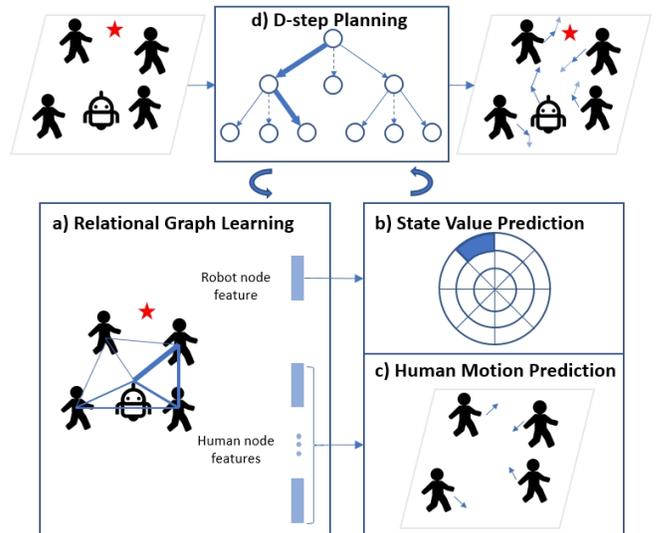 d) D-step Planning
a) Relational Graph Learning
Robot node
feature
Human node
features
b) State Value Prediction
c) Human Motion Prediction